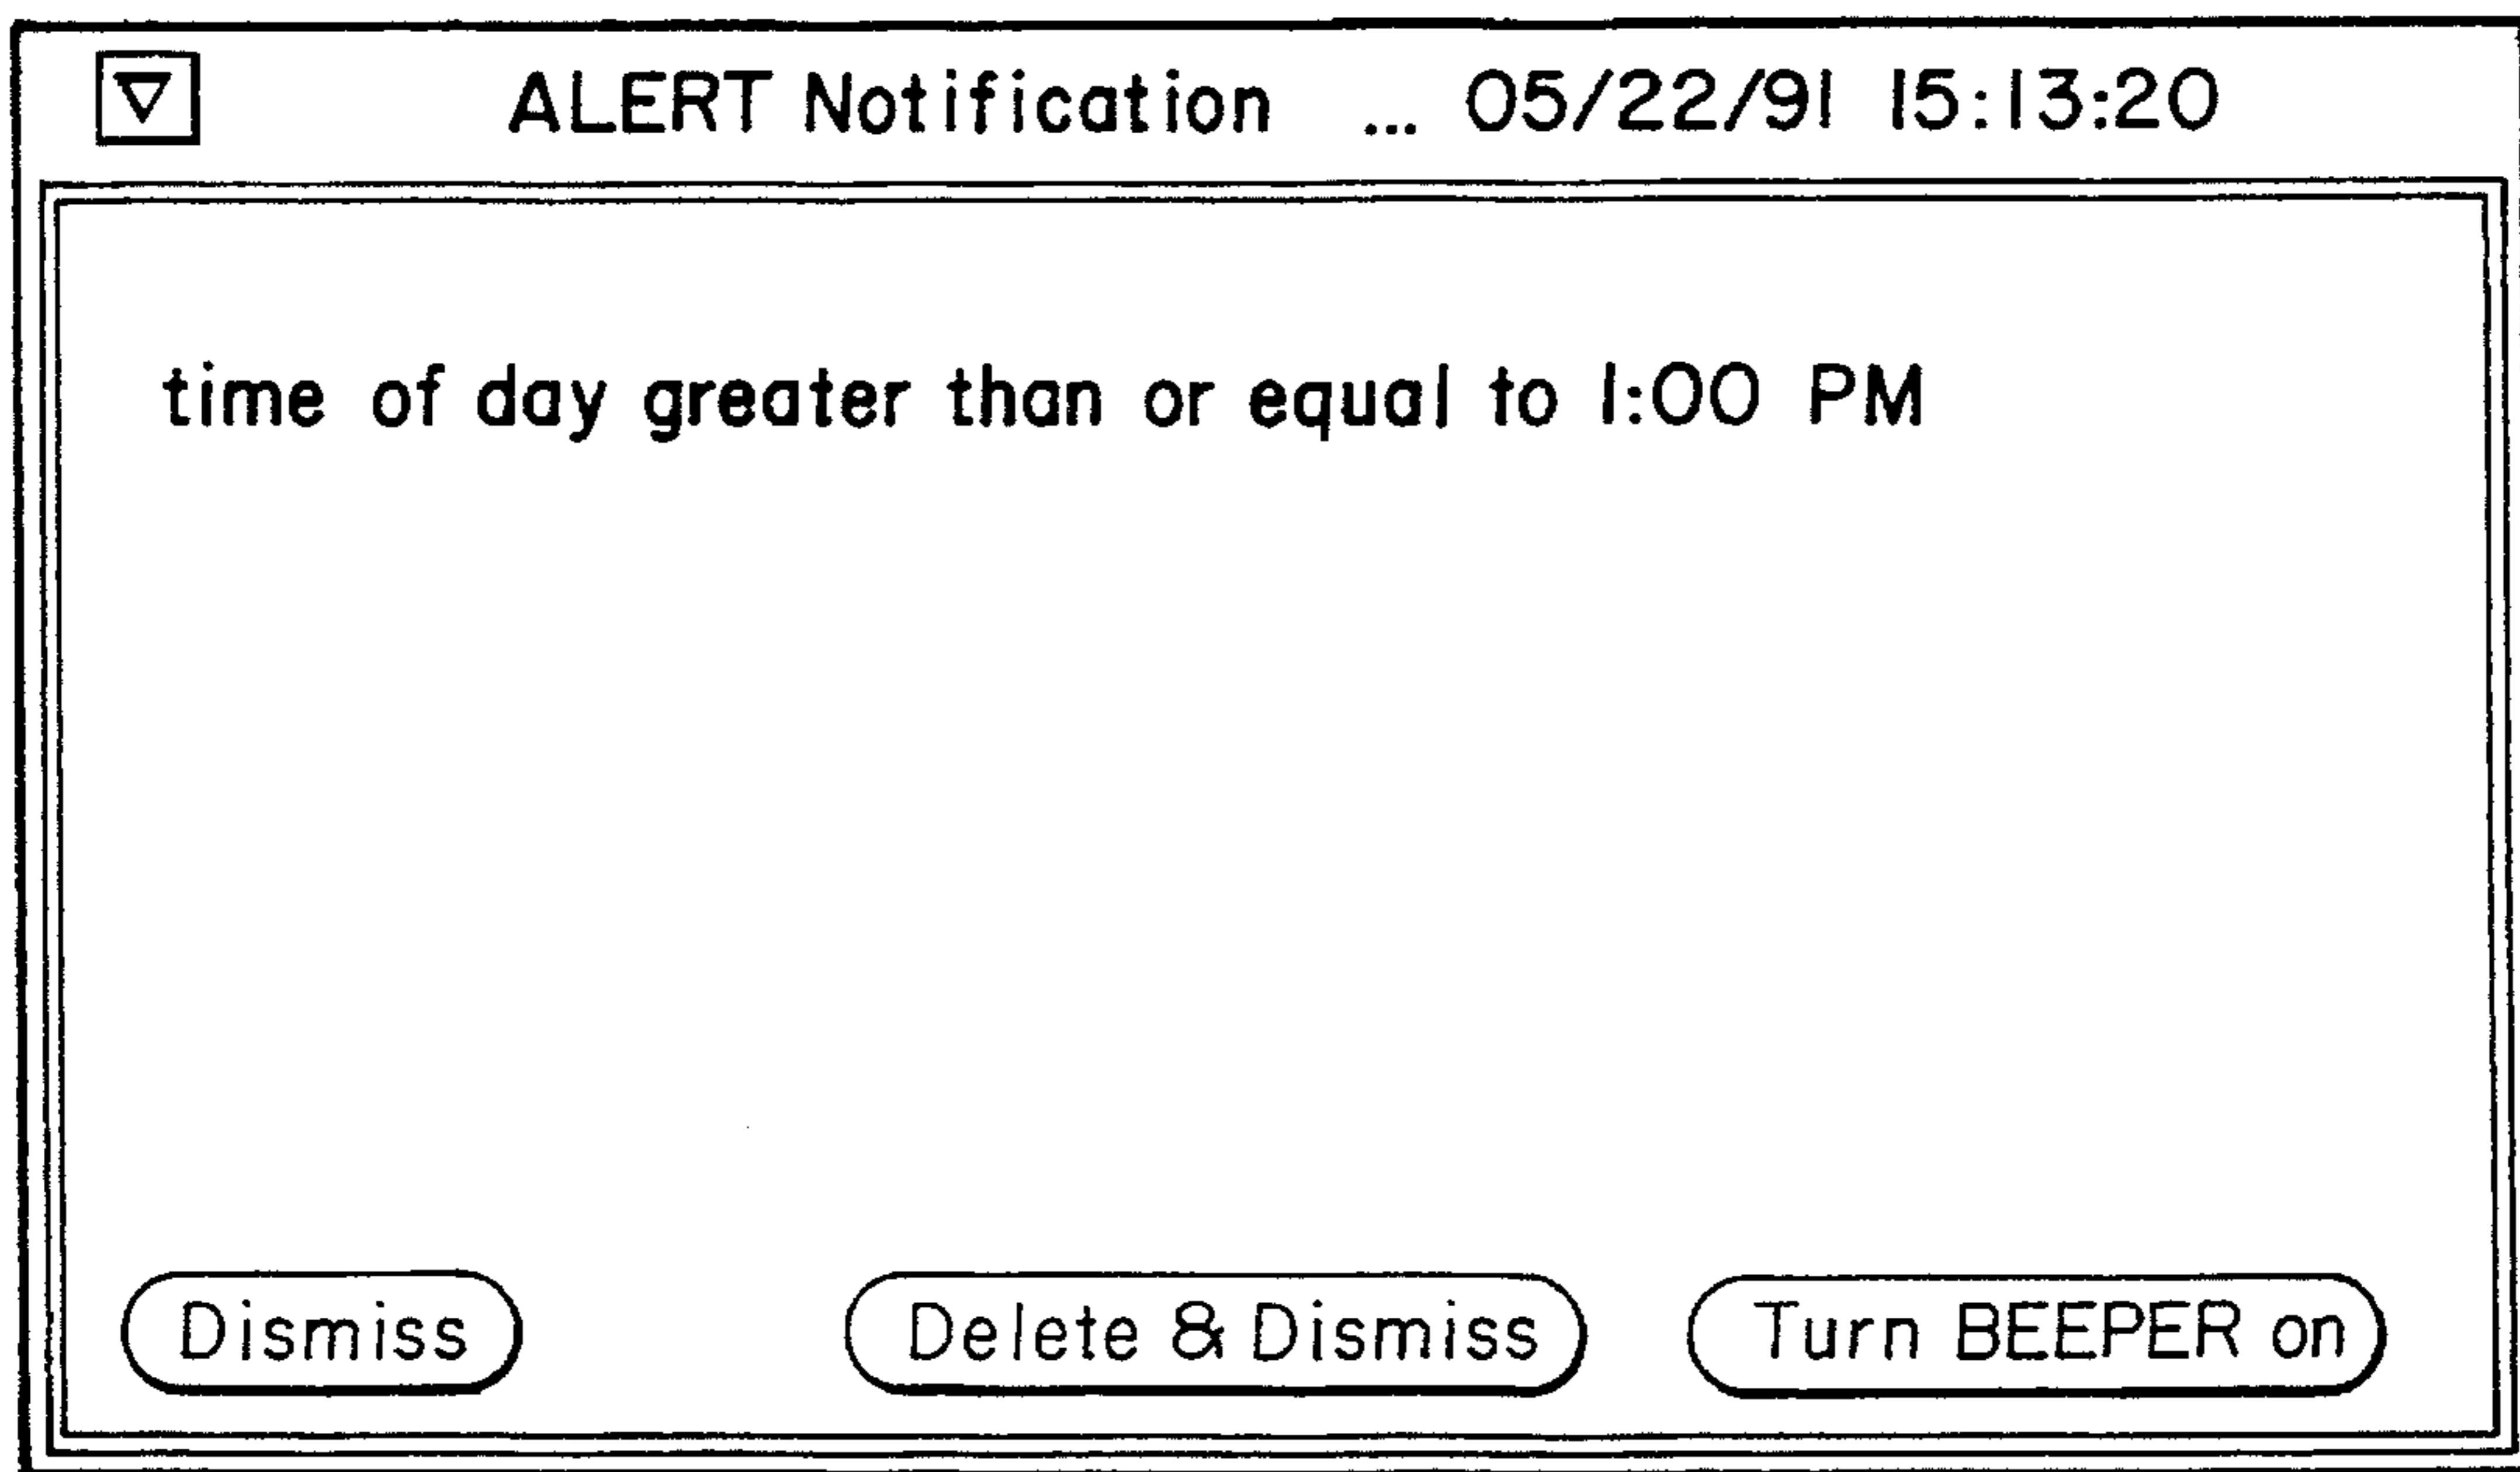 ALERT Notification ... 05/22/91 15:13:20
time of day greater than or equal to 1:00 PM
Dismiss Delete & Dismiss Turn BEEPER on